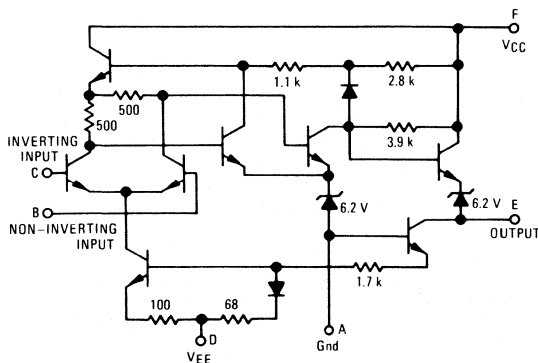 F
VCC
1.1 k
2.8 k
500
500
3.9 k
INVERTING
INPUT
C
6.2 V
6.2 V
B
E
NON-INVERTING
INPUT
OUTPUT
1.7 k
100
68
A
Gnd
D
VEE